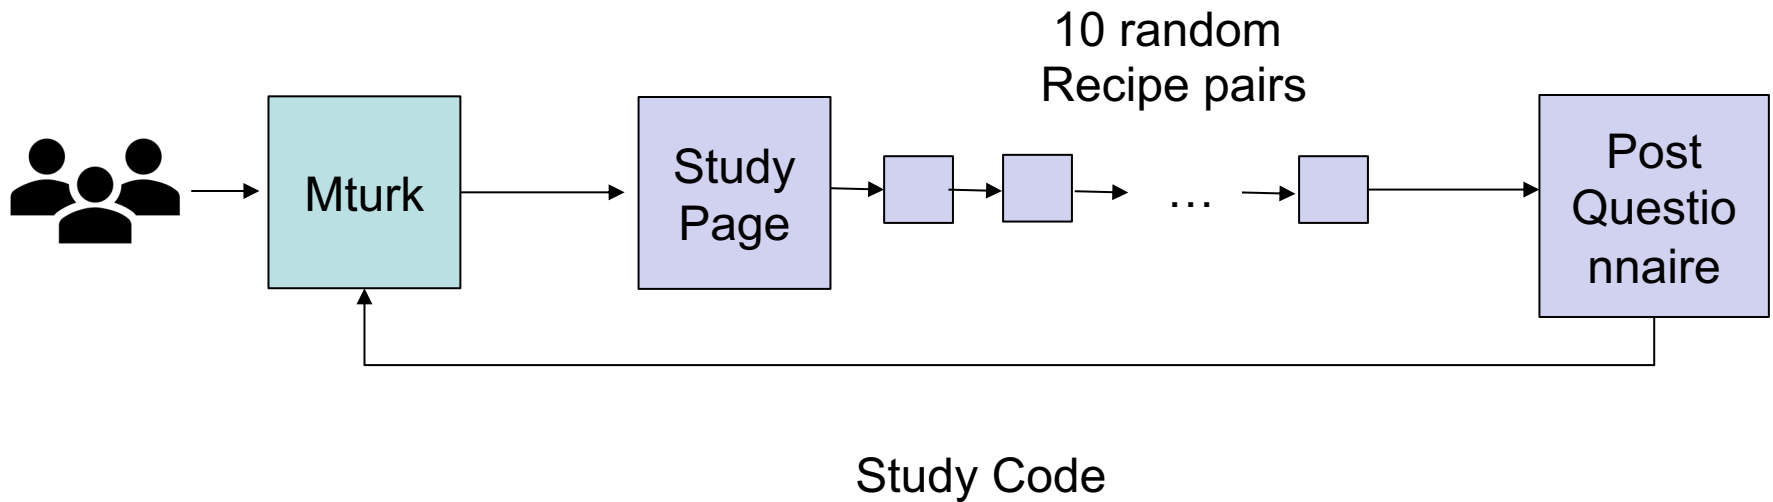 10 random
Recipe pairs
Mturk
Study
Page
…
Post
Questio
nnaire
Study Code